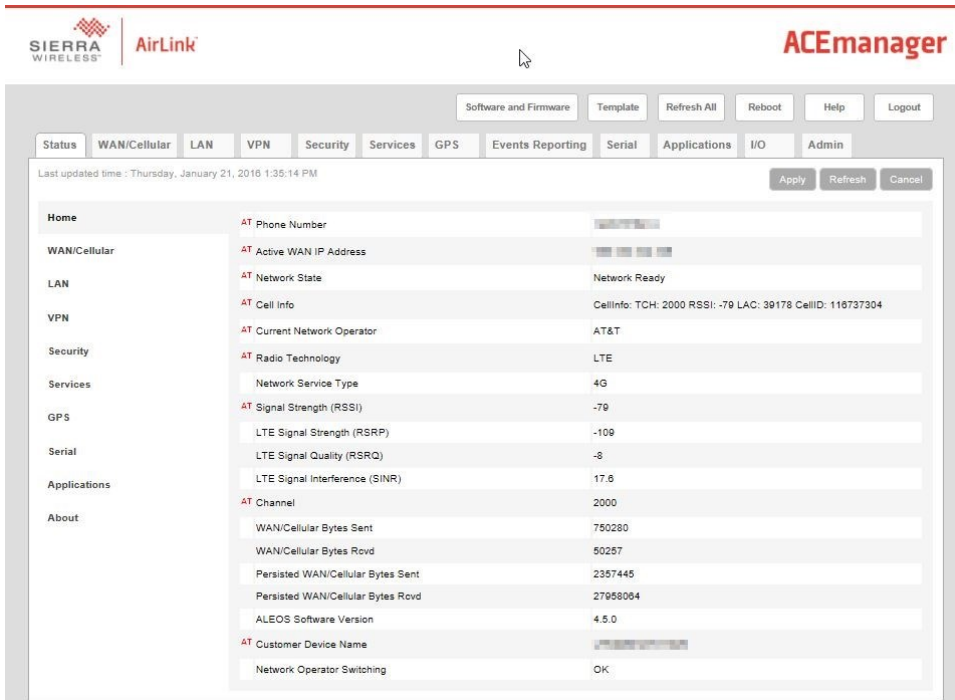 SIERRA WIRELESS AirLink ACEmanager
Software and Firmware Template Refresh All Reboot Help Logout
Status WAN/Cellular LAN VPN Security Services GPS Events Reporting Serial Applications I/O Admin
Last updated time : Thursday, January 21, 2016 1:35:14 PM Apply Refresh Cancel
Home
WAN/Cellular
LAN
VPN
Security
Services
GPS
Serial
Applications
About
AT Phone Number
AT Active WAN IP Address
AT Network State Network Ready
AT Cell Info CellInfo: TCH: 2000 RSSI: -79 LAC: 39178 CellID: 116737304
AT Current Network Operator AT&T
AT Radio Technology LTE
Network Service Type 4G
AT Signal Strength (RSSI) -79
LTE Signal Strength (RSRP) -109
LTE Signal Quality (RSRQ) -8
LTE Signal Interference (SINR) 17.6
AT Channel 2000
WAN/Cellular Bytes Sent 750280
WAN/Cellular Bytes Rcvd 50257
Persisted WAN/Cellular Bytes Sent 2357445
Persisted WAN/Cellular Bytes Rcvd 27958064
ALEOS Software Version 4.5.0
AT Customer Device Name
Network Operator Switching OK